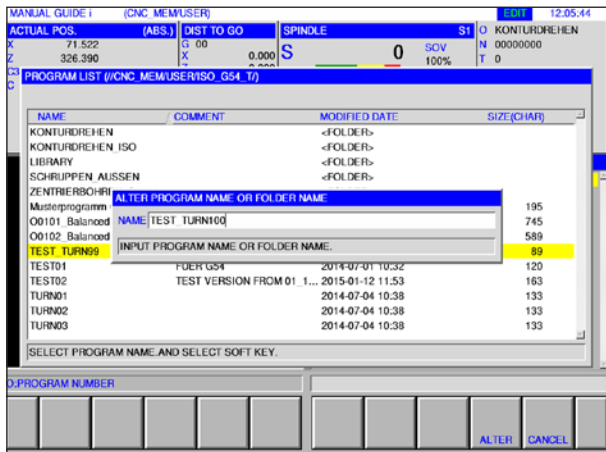 MANUAL GUIDE i (CNC_MEM/USER) EDIT 12:05:44
ACTUAL POS. (ABS.) DIST TO GO SPINDLE S1 O KONTURDREHEN
X 71.522 G 00 S 0 SOV N 00000000
Z 326.390 X 0.000 100% T 0
C3
C
PROGRAM LIST (//CNC_MEM/USER/ISO_G54_T/)
NAME COMMENT MODIFIED DATE SIZE(CHAR)
KONTURDREHEN <FOLDER>
KONTURDREHEN_ISO <FOLDER>
LIBRARY <FOLDER>
SCHRUPPEN_AUSSEN <FOLDER>
ZENTRIERBOHR
ALTER PROGRAM NAME OR FOLDER NAME
Musterprogramm 195
O0101_Balanced NAME TEST_TURN100 745
O0102_Balanced 589
TEST_TURN99 INPUT PROGRAM NAME OR FOLDER NAME. 89
TEST01 FUER G54 2014-07-01 10:32 120
TEST02 TEST VERSION FROM 01_1... 2015-01-12 11:53 163
TURN01 2014-07-04 10:38 133
TURN02 2014-07-04 10:38 133
TURN03 2014-07-04 10:38 133
SELECT PROGRAM NAME.AND SELECT SOFT KEY.
O:PROGRAM NUMBER
ALTER CANCEL